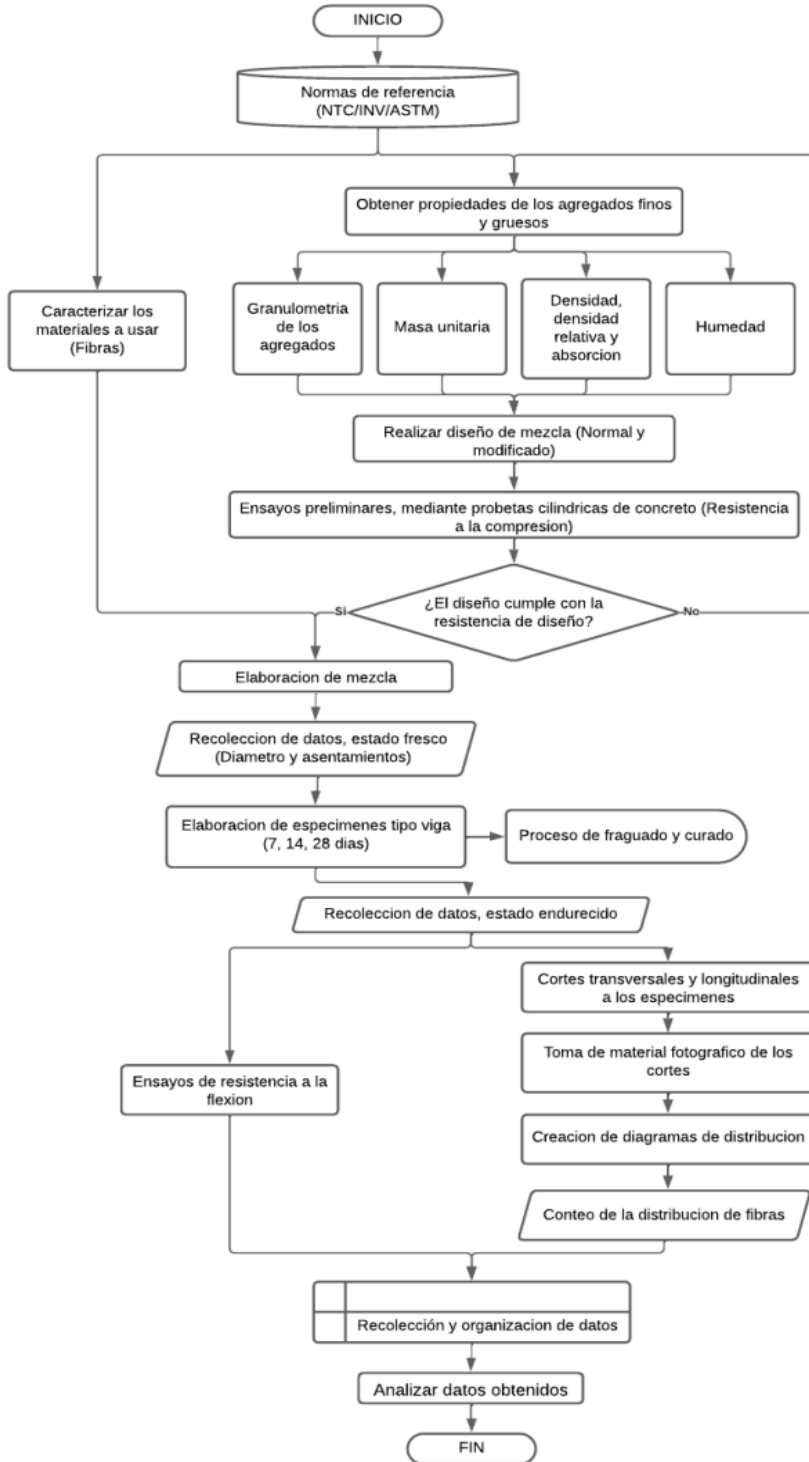 INICIO
Normas de referencia
(NTC/INV/ASTM)
Obtener propiedades de los agregados finos
y gruesos
Caracterizar los
materiales a usar
(Fibras)
Granulometria
de los
agregados
Masa unitaria
Densidad,
densidad
relativa y
absorcion
Humedad
Realizar diseño de mezcla (Normal y
modificado)
Ensayos preliminares, mediante probetas cilindricas de concreto (Resistencia
a la compresion)
¿El diseño cumple con la
resistencia de diseño?
Si
No
Elaboracion de mezcla
Recoleccion de datos, estado fresco
(Diametro y asentamientos)
Elaboracion de especimenes tipo viga
(7, 14, 28 dias)
Proceso de fraguado y curado
Recoleccion de datos, estado endurecido
Cortes transversales y longitudinales
a los especimenes
Toma de material fotografico de los
cortes
Ensayos de resistencia a la
flexion
Creacion de diagramas de distribucion
Conteo de la distribucion de fibras
Recolección y organizacion de datos
Analizar datos obtenidos
FIN